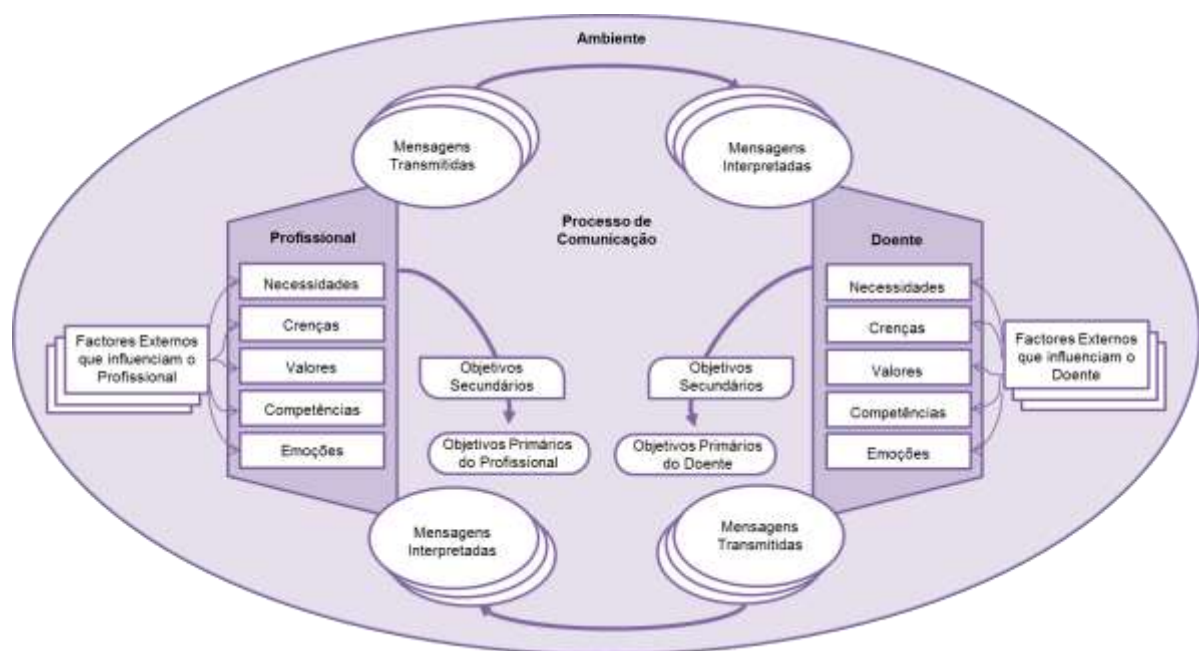 Ambiente
Mensagens
Transmitidas
Mensagens
Interpretadas
Processo de
Comunicação
Profissional
Necessidades
Crenças
Valores
Competências
Emoções
Factores Externos
que influenciam o
Profissional
Objetivos
Secundários
Objetivos Primários
do Profissional
Objetivos
Secundários
Objetivos Primários
do Doente
Doente
Necessidades
Crenças
Valores
Competências
Emoções
Factores Externos
que influenciam o
Doente
Mensagens
Interpretadas
Mensagens
Transmitidas